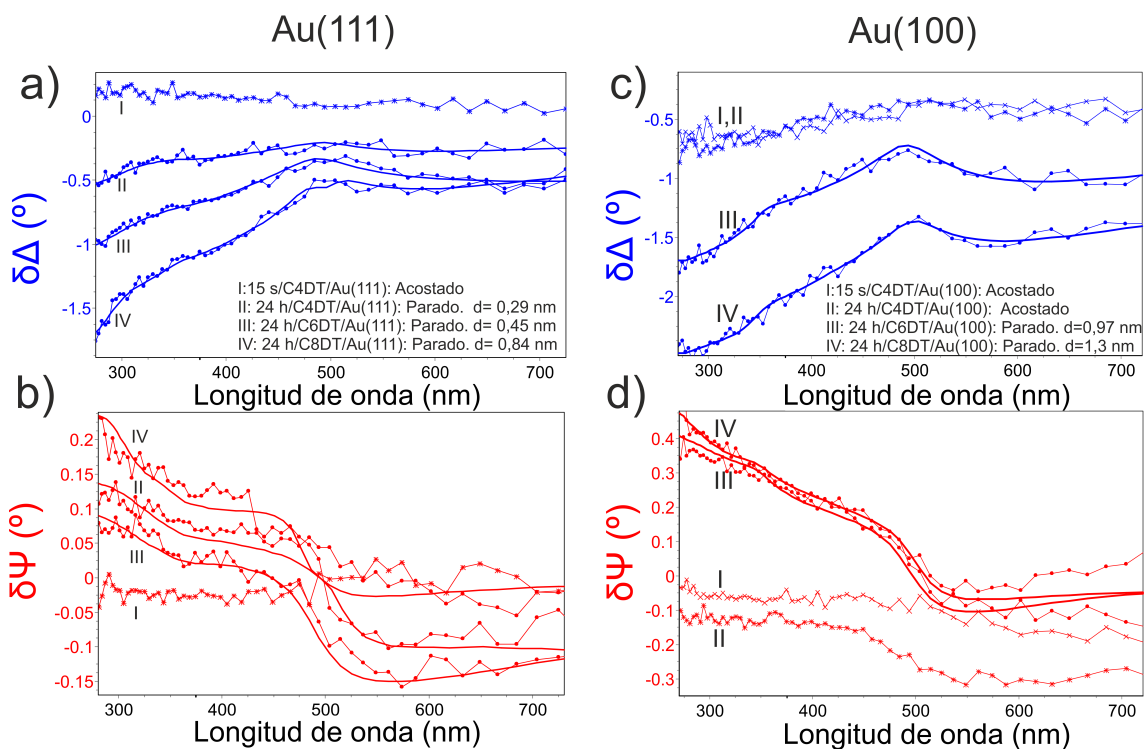 Au(111)
Au(100)
a)
0
-0.5
-1
-1.5
δΔ (º)
I
II
III
IV
I:15 s/C4DT/Au(111): Acostado
II: 24 h/C4DT/Au(111): Parado. d= 0,29 nm
III: 24 h/C6DT/Au(111): Parado. d= 0,45 nm
IV: 24 h/C8DT/Au(111): Parado. d= 0,84 nm
300 400 500 600 700
Longitud de onda (nm)
c)
-0.5
-1
-1.5
-2
δΔ (º)
I,II
III
IV
I:15 s/C4DT/Au(100): Acostado
II: 24 h/C4DT/Au(100): Acostado
III: 24 h/C6DT/Au(100): Parado. d=0,97 nm
IV: 24 h/C8DT/Au(100): Parado. d=1,3 nm
300 400 500 600 700
Longitud de onda (nm)
b)
0.2
0.15
0.1
0.05
0
-0.05
-0.1
-0.15
δΨ (º)
IV
II
III
I
300 400 500 600 700
Longitud de onda (nm)
d)
0.4
0.3
0.2
0.1
0
-0.1
-0.2
-0.3
δΨ (º)
IV
III
I
II
300 400 500 600 700
Longitud de onda (nm)